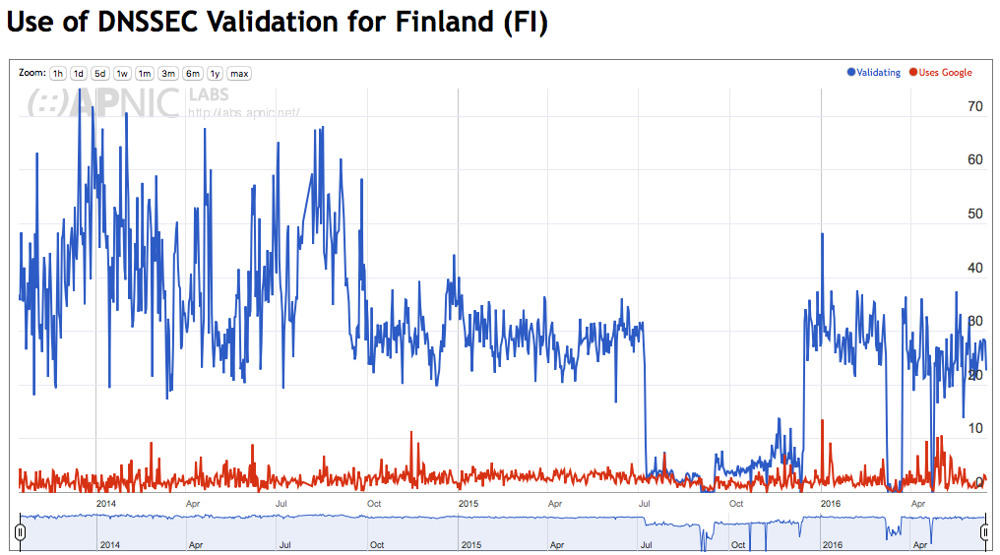 Use of DNSSEC Validation for Finland (FI)
Zoom: 1h 1d 5d 1w 1m 3m 6m 1y max
Validating Uses Google
(::)APNIC LABS
http://labs.apnic.net/
70
60
50
40
30
20
10
0
2014 Apr Jul Oct 2015 Apr Jul Oct 2016 Apr
2014 Apr Jul Oct 2015 Apr Jul Oct 2016 Apr